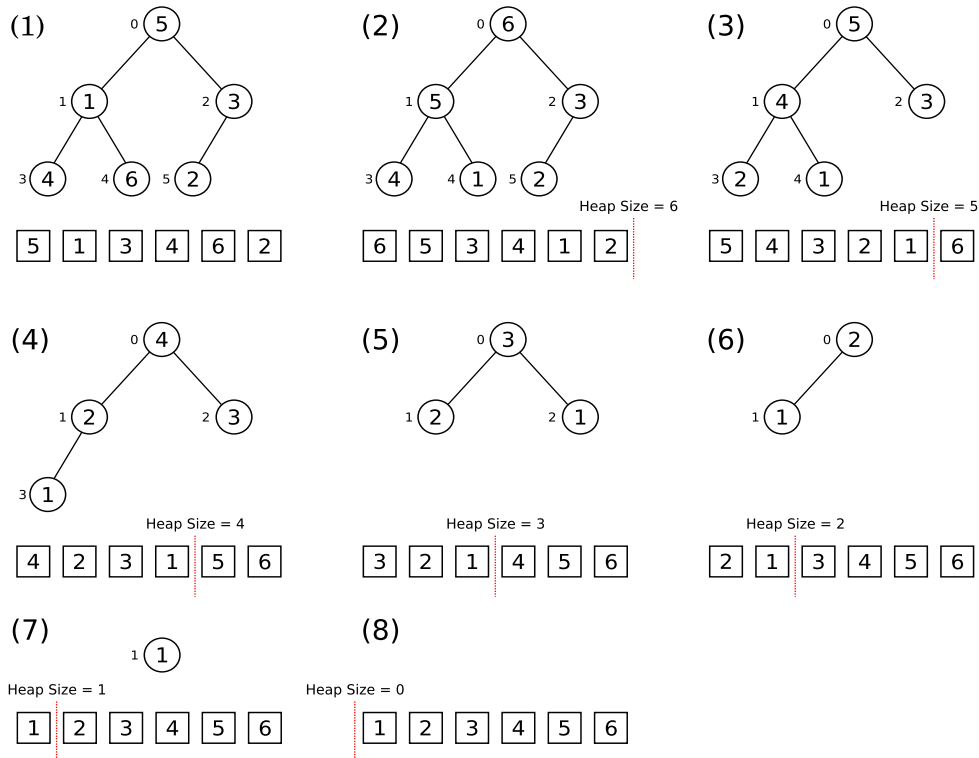 (1) 0 5 (2) 0 6 (3) 0 5
1 1 2 3 1 5 2 3 1 4 2 3
3 4 4 6 5 2 3 4 4 1 5 2 3 2 4 1
Heap Size = 6 Heap Size = 5
5 1 3 4 6 2 6 5 3 4 1 2 5 4 3 2 1 6
(4) 0 4 (5) 0 3 (6) 0 2
1 2 2 3 1 2 2 1 1 1
3 1
Heap Size = 4 Heap Size = 3 Heap Size = 2
4 2 3 1 5 6 3 2 1 4 5 6 2 1 3 4 5 6
(7) (8)
1 1
Heap Size = 1 Heap Size = 0
1 2 3 4 5 6 1 2 3 4 5 6